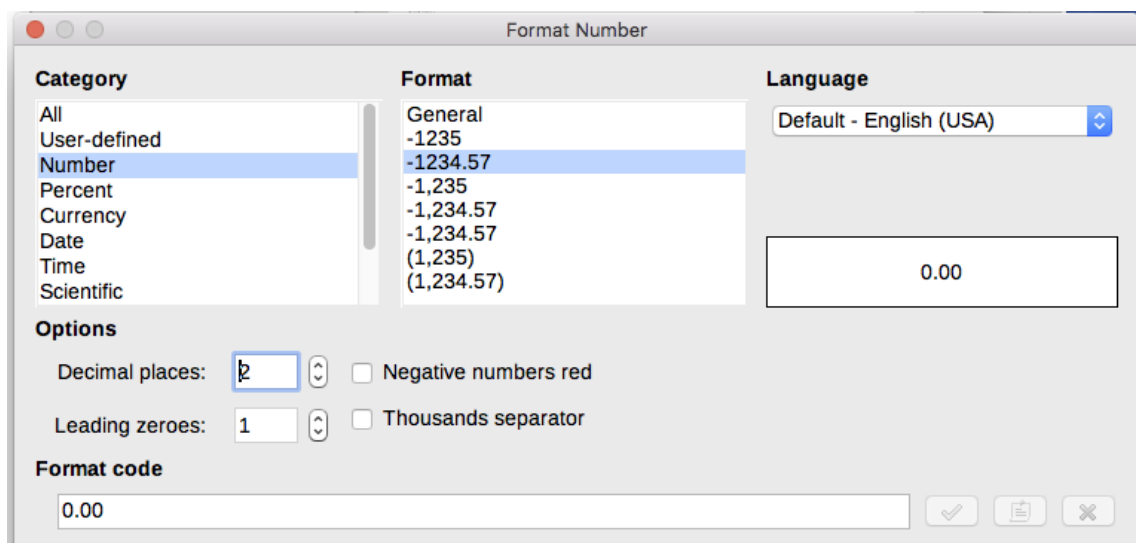 Format Number
Category
All
User-defined
Number
Percent
Currency
Date
Time
Scientific
Format
General
-1235
-1234.57
-1,235
-1,234.57
-1,234.57
(1,235)
(1,234.57)
Language
Default - English (USA)
0.00
Options
Decimal places: 2
Negative numbers red
Leading zeroes: 1
Thousands separator
Format code
0.00